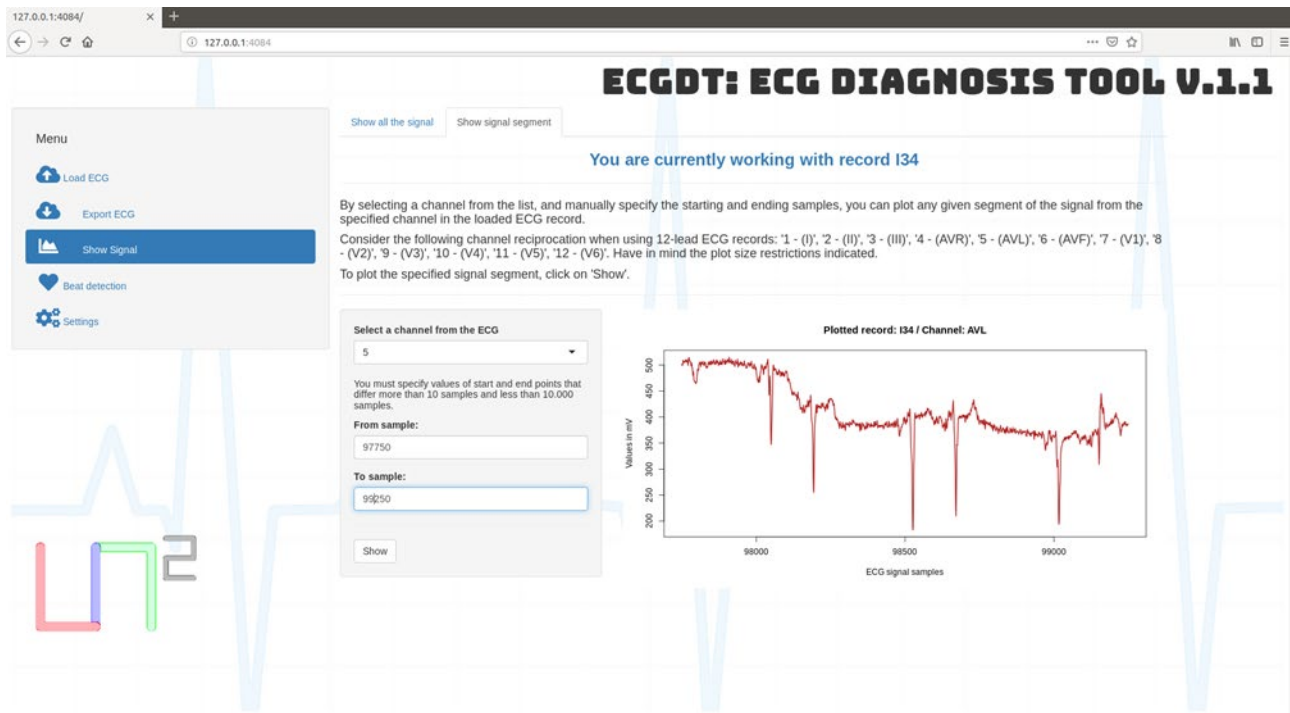 127.0.0.1:4084/
127.0.0.1:4084
ECGDT: ECG DIAGNOSIS TOOL V.1.1
Menu
Load ECG
Export ECG
Show Signal
Beat detection
Settings
Show all the signal Show signal segment
You are currently working with record I34
By selecting a channel from the list, and manually specify the starting and ending samples, you can plot any given segment of the signal from the
specified channel in the loaded ECG record.
Consider the following channel reciprocation when using 12-lead ECG records: '1 - (I)', '2 - (II)', '3 - (III)', '4 - (AVR)', '5 - (AVL)', '6 - (AVF)', '7 - (V1)', '8
- (V2)', '9 - (V3)', '10 - (V4)', '11 - (V5)', '12 - (V6)'. Have in mind the plot size restrictions indicated.
To plot the specified signal segment, click on 'Show'.
Select a channel from the ECG
5
You must specify values of start and end points that
differ more than 10 samples and less than 10.000
samples.
From sample:
97750
To sample:
99250
Show
Plotted record: I34 / Channel: AVL
Values in mV
500
450
400
350
300
250
200
98000 98500 99000
ECG signal samples